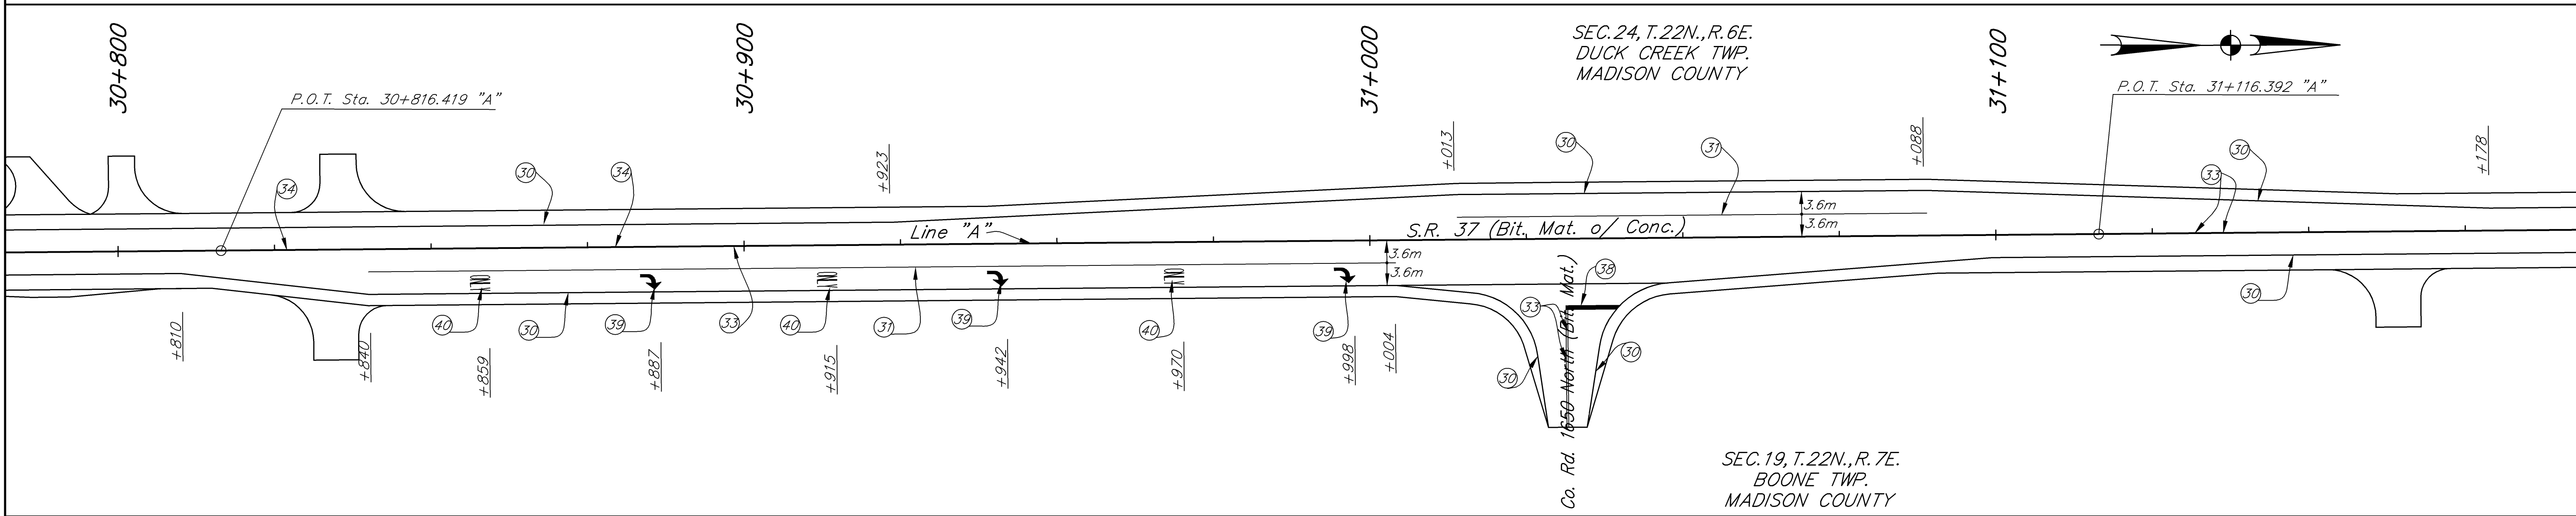 30+800
30+900
31+000
31+100
SEC.24, T.22N., R.6E.
DUCK CREEK TWP.
MADISON COUNTY
P.O.T. Sta. 30+816.419 "A"
P.O.T. Sta. 31+116.392 "A"
+923
+013
+088
+178
34
30
34
30
31
33
30
3.6m
3.6m
Line "A"
S.R. 37 (Bit. Mat. o/ Conc.)
3.6m
3.6m
ONLY
ONLY
ONLY
40
30
39
33
40
31
39
40
39
33
38
30
30
30
+810
+840
+859
+887
+915
+942
+970
+998
+004
Co. Rd. 1650 North (Bit. Mat.)
SEC.19, T.22N., R.7E.
BOONE TWP.
MADISON COUNTY